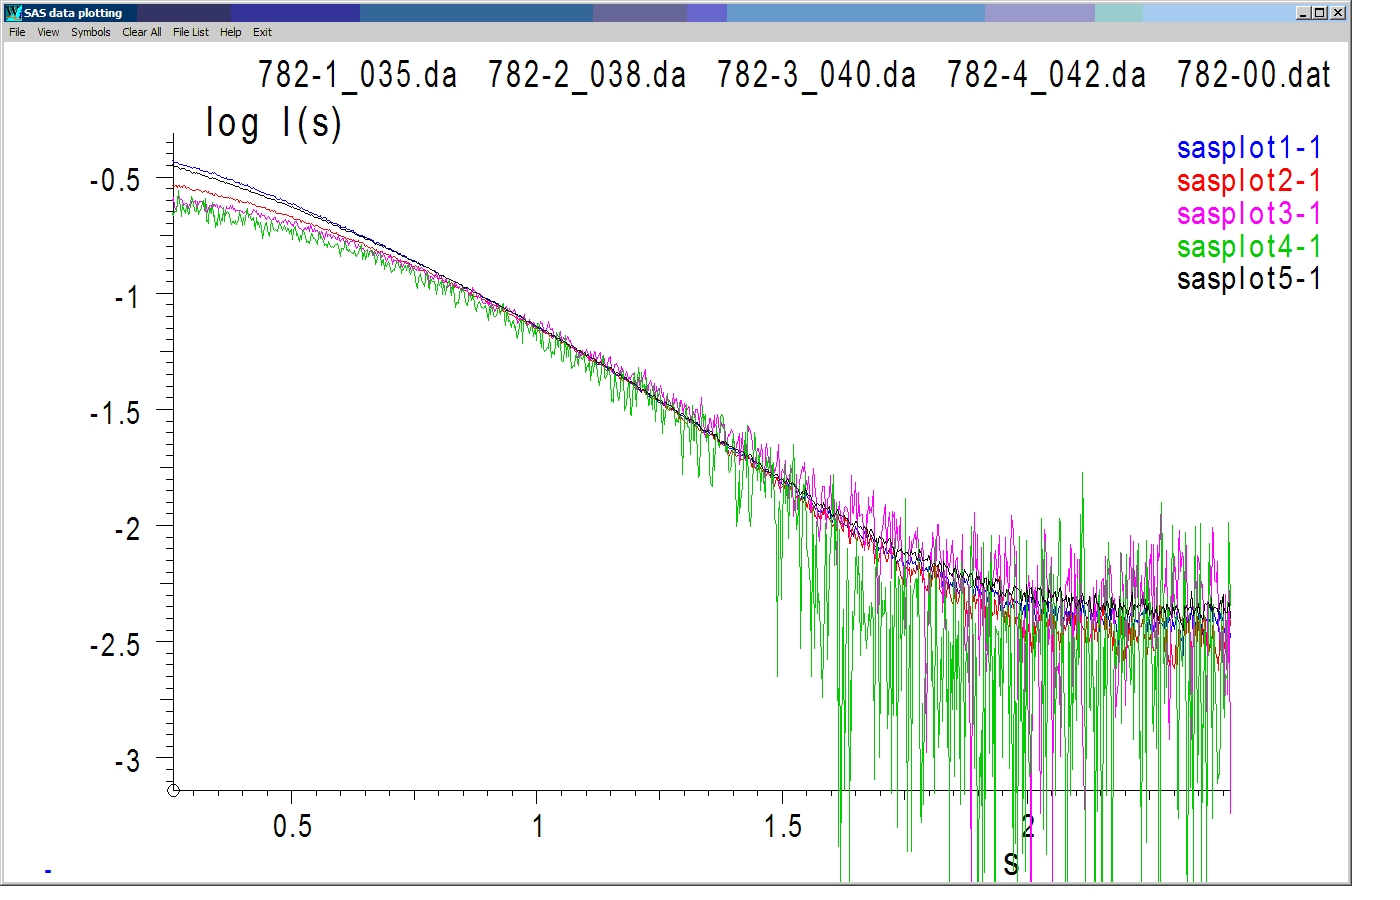 SAS data plotting
File View Symbols Clear All File List Help Exit
782-1_035.da 782-2_038.da 782-3_040.da 782-4_042.da 782-00.dat
log I(s)
sasplot1-1
sasplot2-1
sasplot3-1
sasplot4-1
sasplot5-1
-0.5
-1
-1.5
-2
-2.5
-3
0.5 1 1.5 2
s